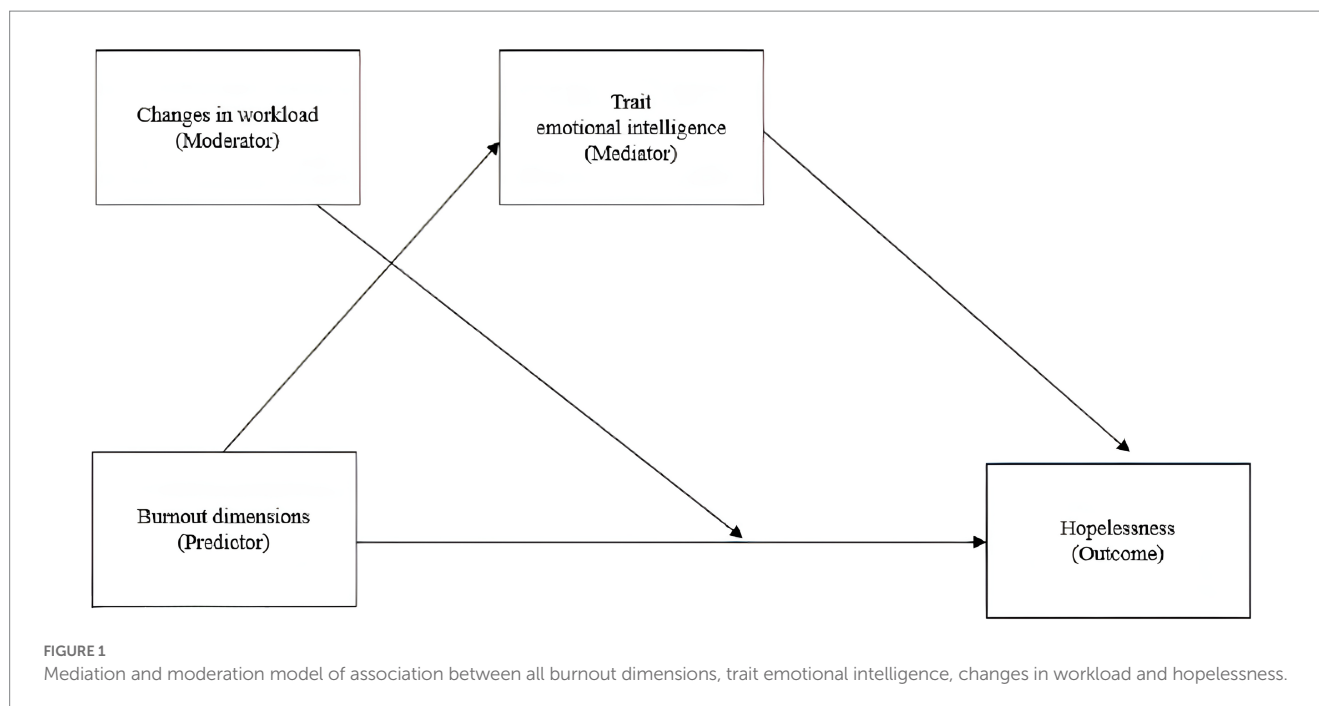 Changes in workload
(Moderator)
Trait
emotional intelligence
(Mediator)
Burnout dimensions
(Predictor)
Hopelessness
(Outcome)
FIGURE 1
Mediation and moderation model of association between all burnout dimensions, trait emotional intelligence, changes in workload and hopelessness.